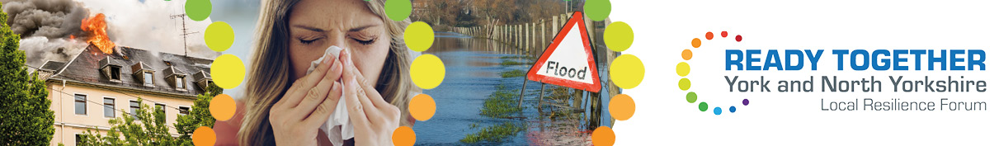 Flood
READY TOGETHER
York and North Yorkshire
Local Resilience Forum